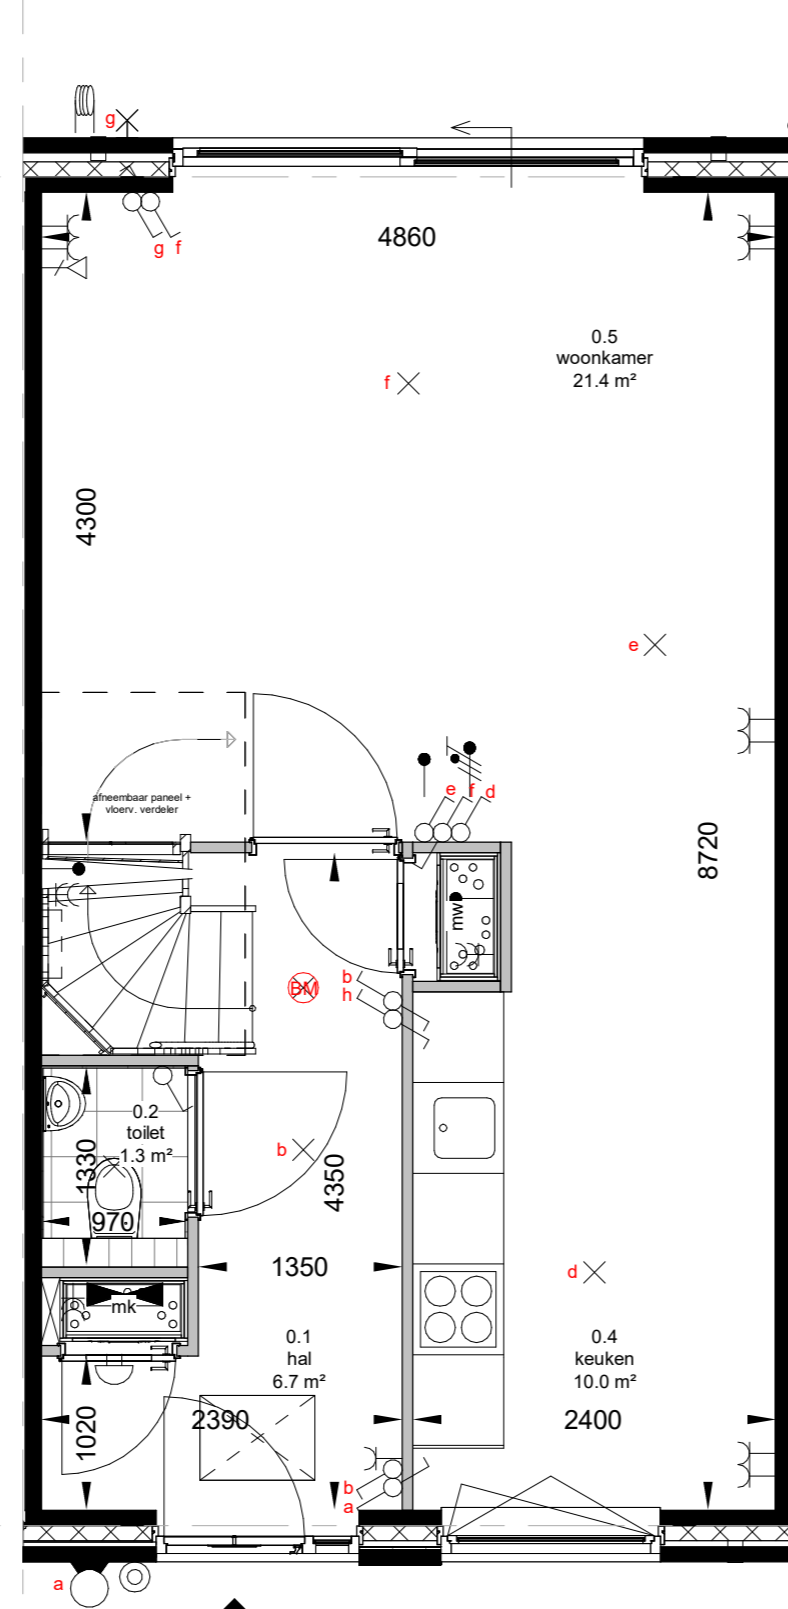 g
g f
4860
0.5
woonkamer
21.4 m²
f
4300
e
afneembaar paneel +
vloerv. verdeler
e f d
8720
mw
BM
b
h
0.2
toilet
1.3 m²
1330
970
b
4350
1350
d
mk
0.1
hal
6.7 m²
0.4
keuken
10.0 m²
1020
2390
2400
b
a
a